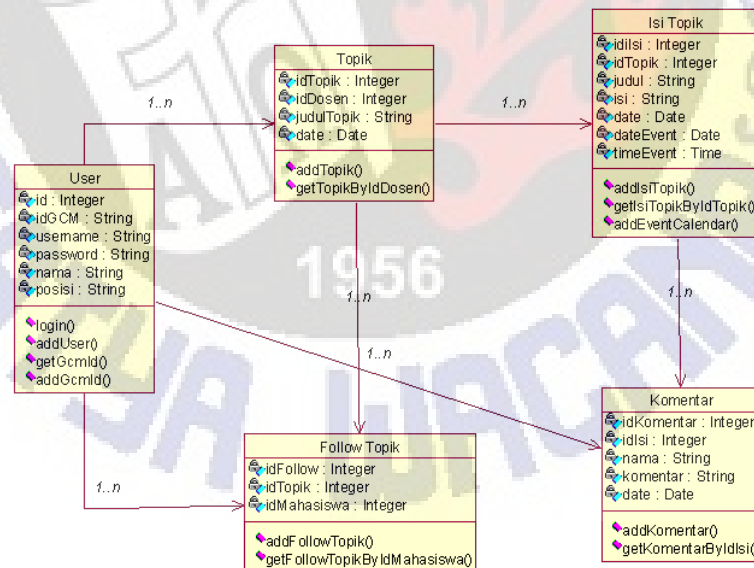 Isi Topik
idIsi : Integer
idTopik : Integer
judul : String
isi : String
date : Date
dateEvent : Date
timeEvent : Time
addIsiTopik()
getIsiTopikByIdTopik()
addEventCalendar()
Topik
idTopik : Integer
idDosen : Integer
judulTopik : String
date : Date
addTopik()
getTopikByIdDosen()
1..n
1..n
User
id : Integer
idGCM : String
username : String
password : String
nama : String
posisi : String
login()
addUser()
getGcmId()
addGcmId()
1956
1..n
1..n
1..n
1..n
WACANA
Komentar
idKomentar : Integer
idIsi : Integer
nama : String
komentar : String
date : Date
addKomentar()
getKomentarByIdIsi()
Follow Topik
idFollow : Integer
idTopik : Integer
idMahasiswa : Integer
addFollowTopik()
getFollowTopikByIdMahasiswa()